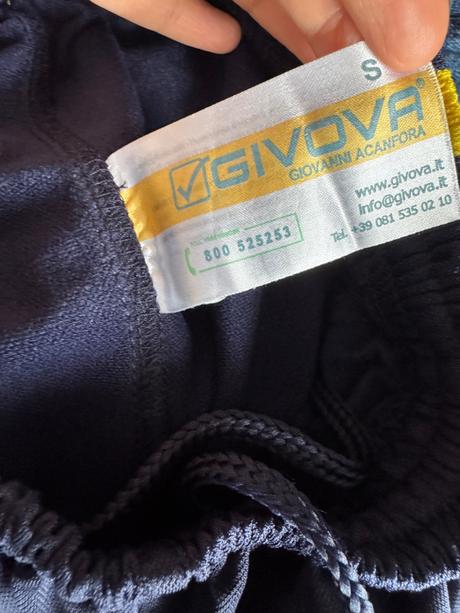 S
GIVOVA
GIOVANNI ACANFORA
www.givova.it
Info@givova.it
Tel. +39 081 535 02 10
800 525253